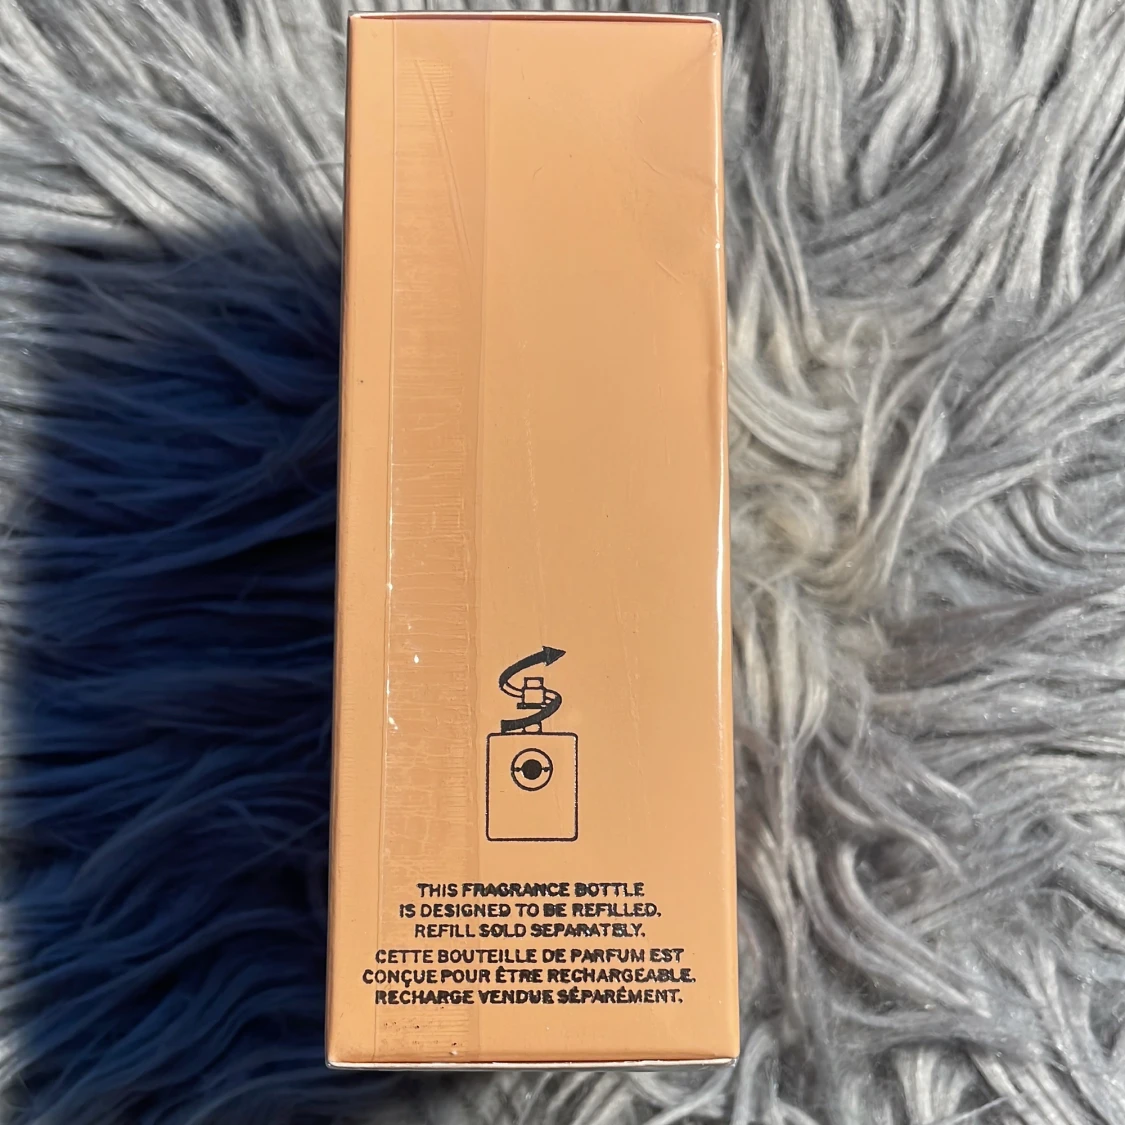 THIS FRAGRANCE BOTTLE
IS DESIGNED TO BE REFILLED.
REFILL SOLD SEPARATELY.
CETTE BOUTEILLE DE PARFUM EST
CONÇUE POUR ÊTRE RECHARGEABLE.
RECHARGE VENDUE SÉPARÉMENT.